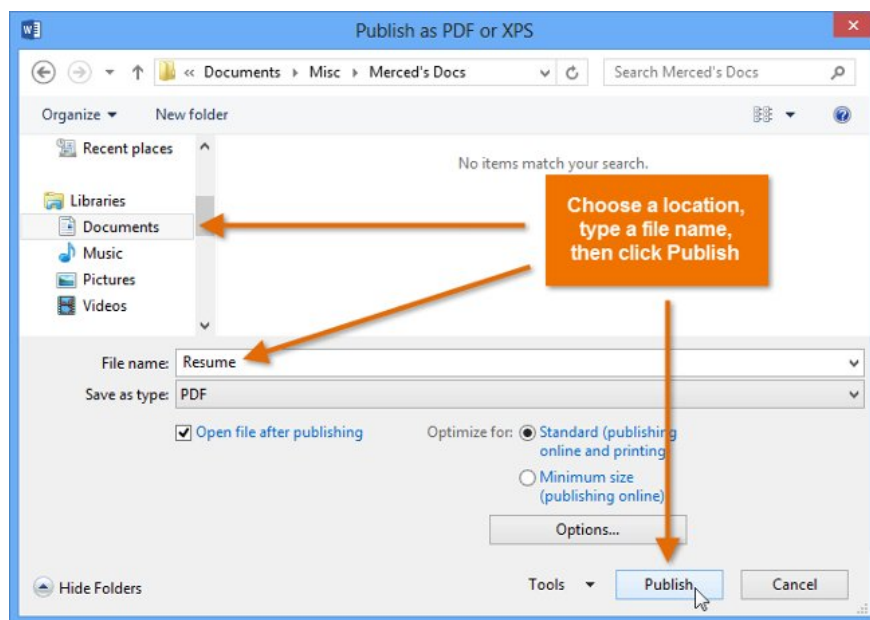 Publish as PDF or XPS
« Documents Misc Merced's Docs
Search Merced's Docs
Organize
New folder
Recent places
No items match your search.
Libraries
Documents
Music
Pictures
Videos
Choose a location,
type a file name,
then click Publish
File name: Resume
Save as type: PDF
Open file after publishing
Optimize for: Standard (publishing
online and printing
Minimum size
(publishing online)
Options...
Hide Folders
Tools
Publish
Cancel